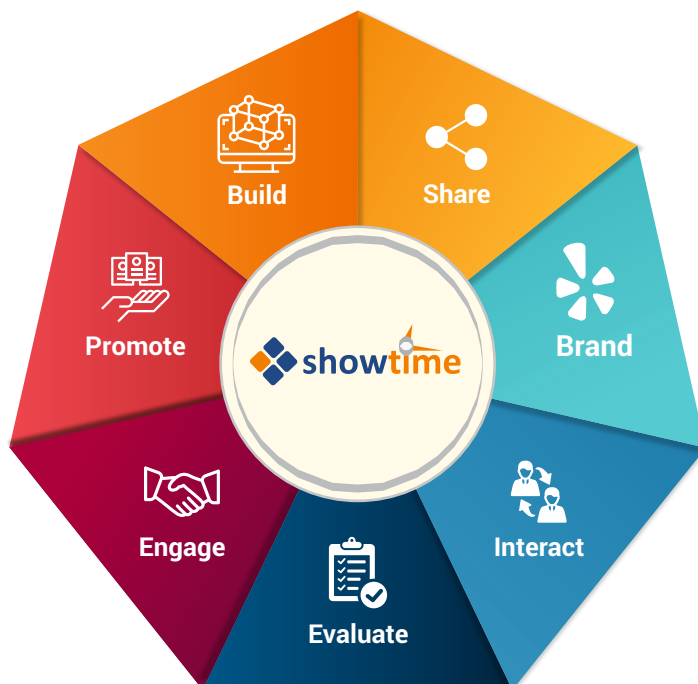 Build
Share
Brand
Interact
Evaluate
Engage
Promote
showtime